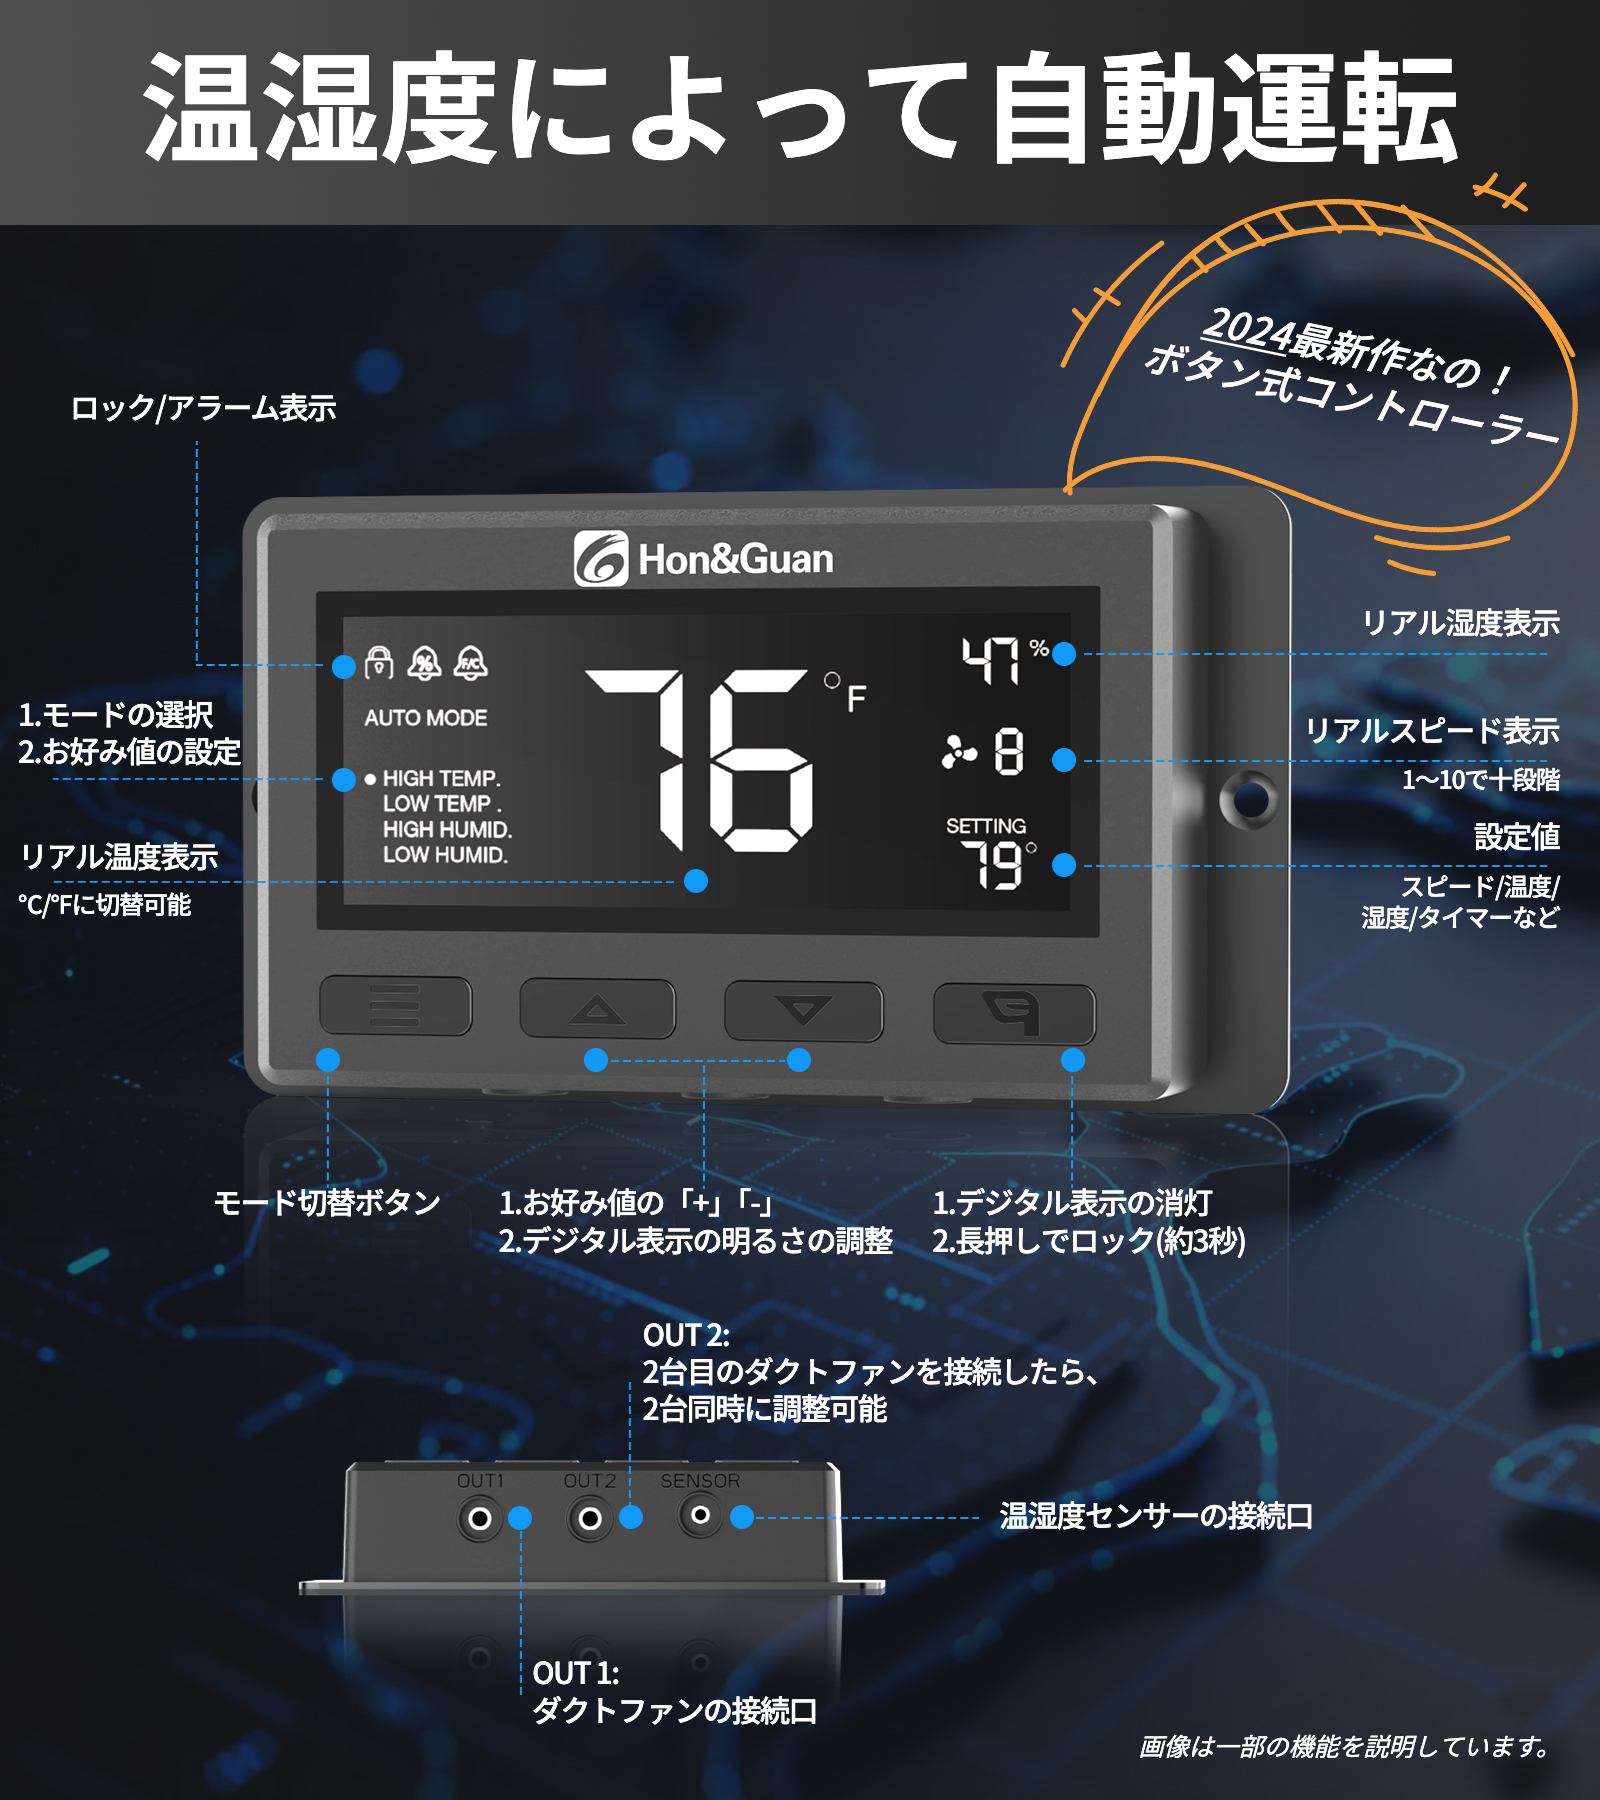 温湿度によって自動運転
2024最新作なの！
ボタン式コントローラー
ロック/アラーム表示
Hon&Guan
リアル湿度表示
47%
F/C
76°F
AUTO MODE
1.モードの選択
2.お好み値の設定
リアルスピード表示
8
1～10で十段階
HIGH TEMP.
LOW TEMP .
HIGH HUMID.
LOW HUMID.
SETTING
79°
設定値
スピード/温度/
湿度/タイマーなど
リアル温度表示
°C/°Fに切替可能
モード切替ボタン
1.お好み値の「+」「-」
2.デジタル表示の明るさの調整
1.デジタル表示の消灯
2.長押しでロック(約3秒)
OUT 2:
2台目のダクトファンを接続したら、
2台同時に調整可能
OUT1 OUT2 SENSOR
温湿度センサーの接続口
OUT 1:
ダクトファンの接続口
画像は一部の機能を説明しています。